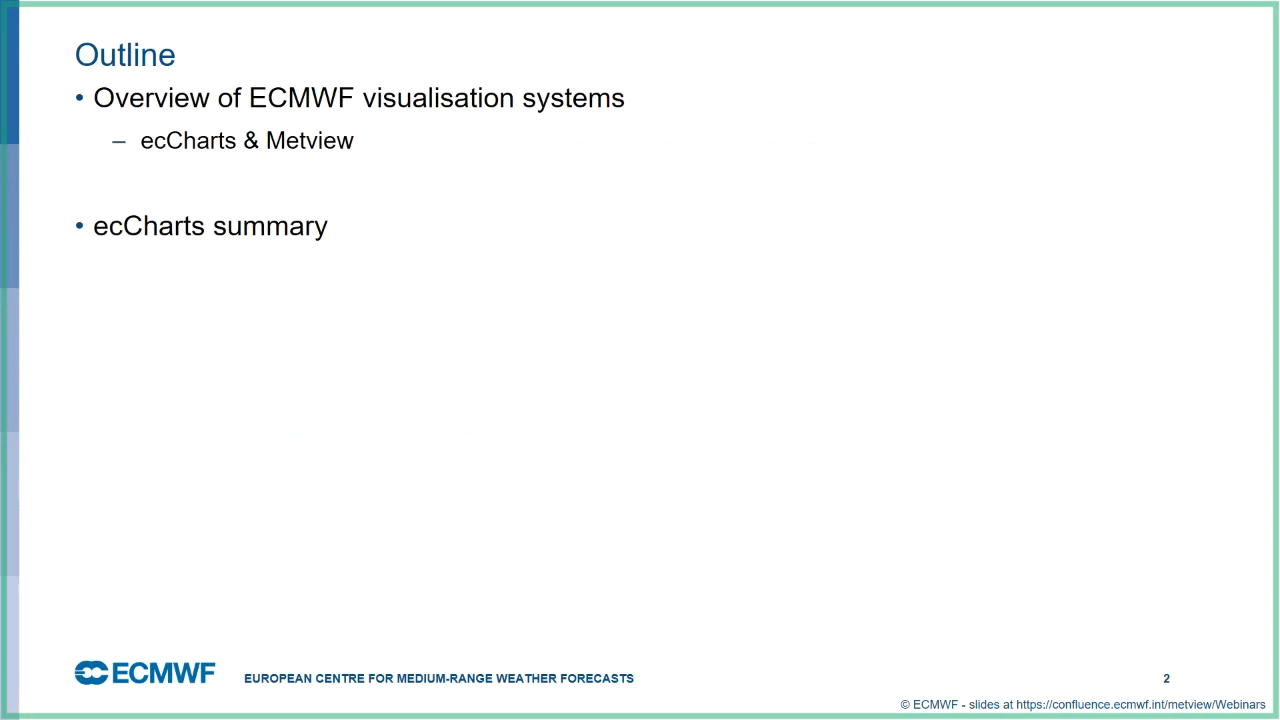 Outline
• Overview of ECMWF visualisation systems
– ecCharts & Metview
• ecCharts summary
ECMWF
EUROPEAN CENTRE FOR MEDIUM-RANGE WEATHER FORECASTS
2
© ECMWF - slides at https://confluence.ecmwf.int/metview/Webinars